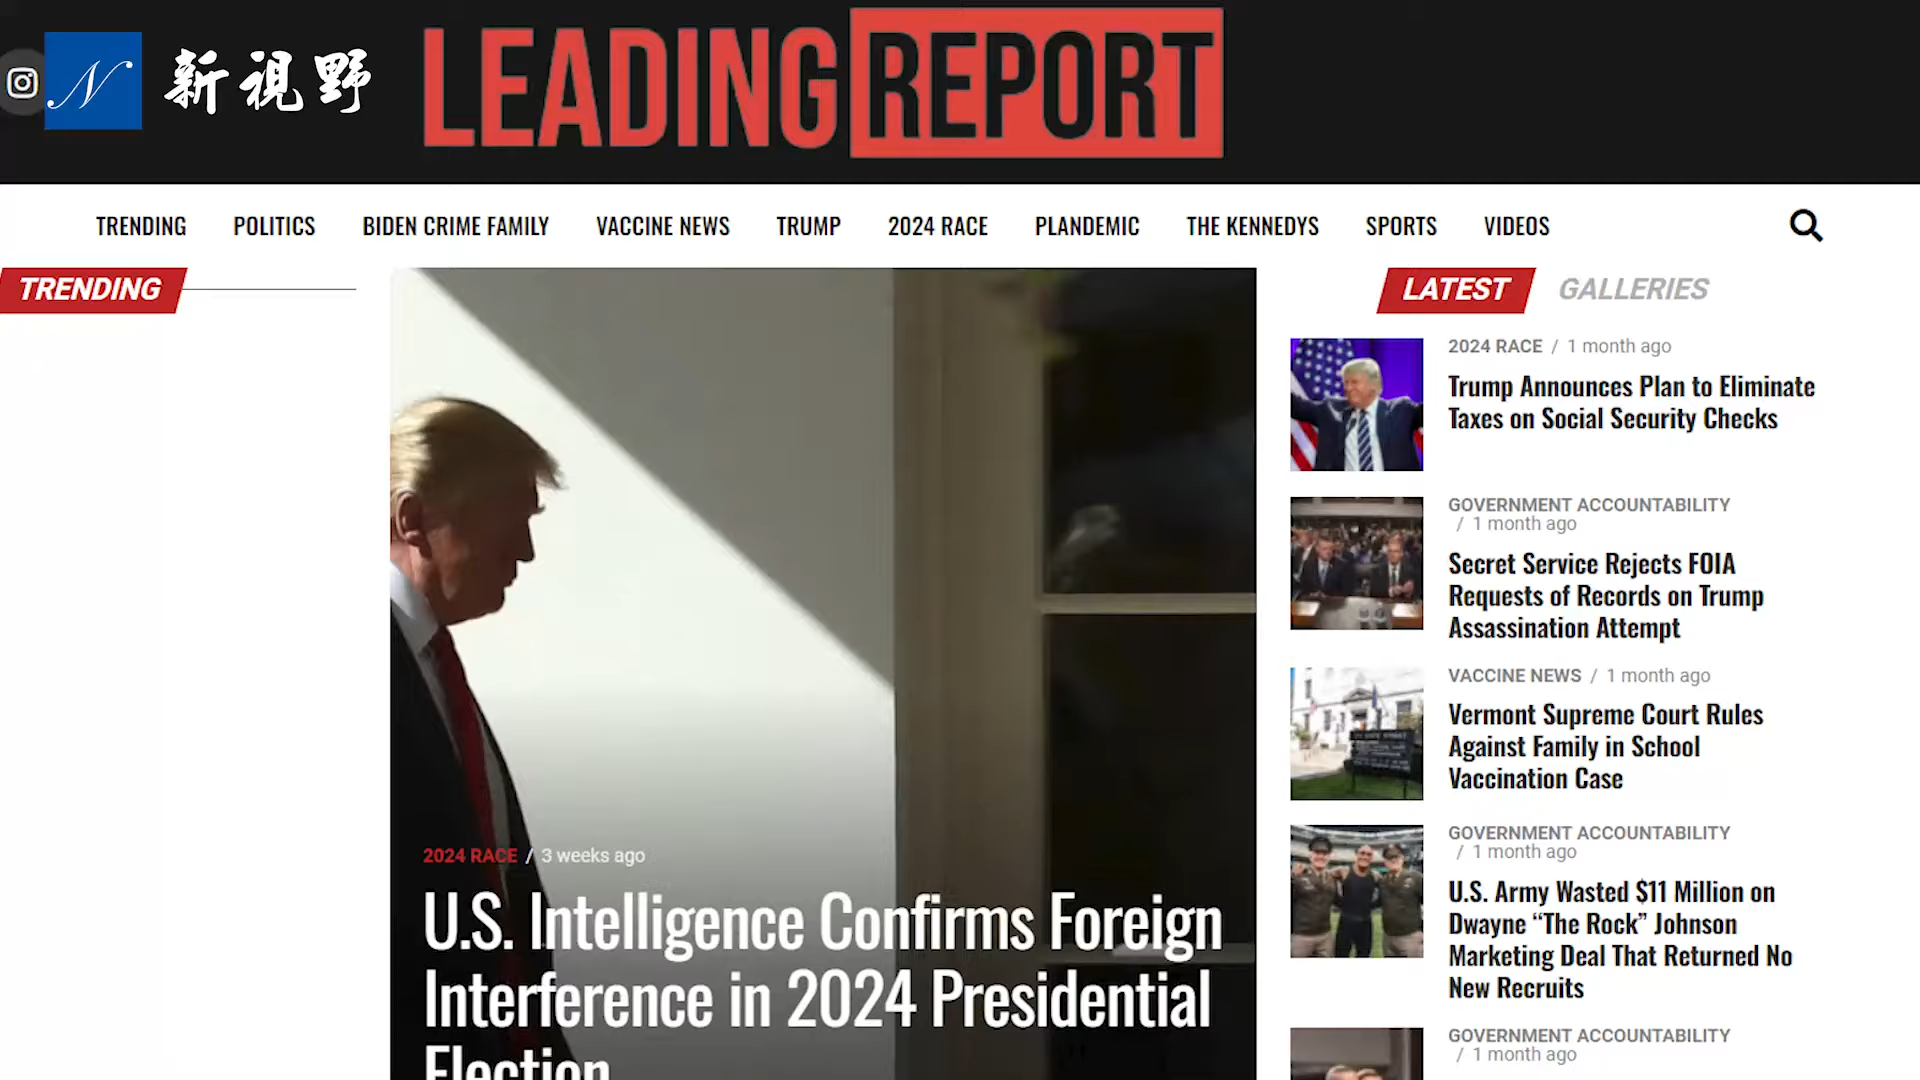 N 新視野
LEADING REPORT
TRENDING POLITICS BIDEN CRIME FAMILY VACCINE NEWS TRUMP 2024 RACE PLANDEMIC THE KENNEDYS SPORTS VIDEOS
TRENDING
2024 RACE / 3 weeks ago
U.S. Intelligence Confirms Foreign
Interference in 2024 Presidential
Election
LATEST GALLERIES
2024 RACE / 1 month ago
Trump Announces Plan to Eliminate
Taxes on Social Security Checks
GOVERNMENT ACCOUNTABILITY
/ 1 month ago
Secret Service Rejects FOIA
Requests of Records on Trump
Assassination Attempt
VACCINE NEWS / 1 month ago
Vermont Supreme Court Rules
Against Family in School
Vaccination Case
GOVERNMENT ACCOUNTABILITY
/ 1 month ago
U.S. Army Wasted $11 Million on
Dwayne “The Rock” Johnson
Marketing Deal That Returned No
New Recruits
GOVERNMENT ACCOUNTABILITY
/ 1 month ago